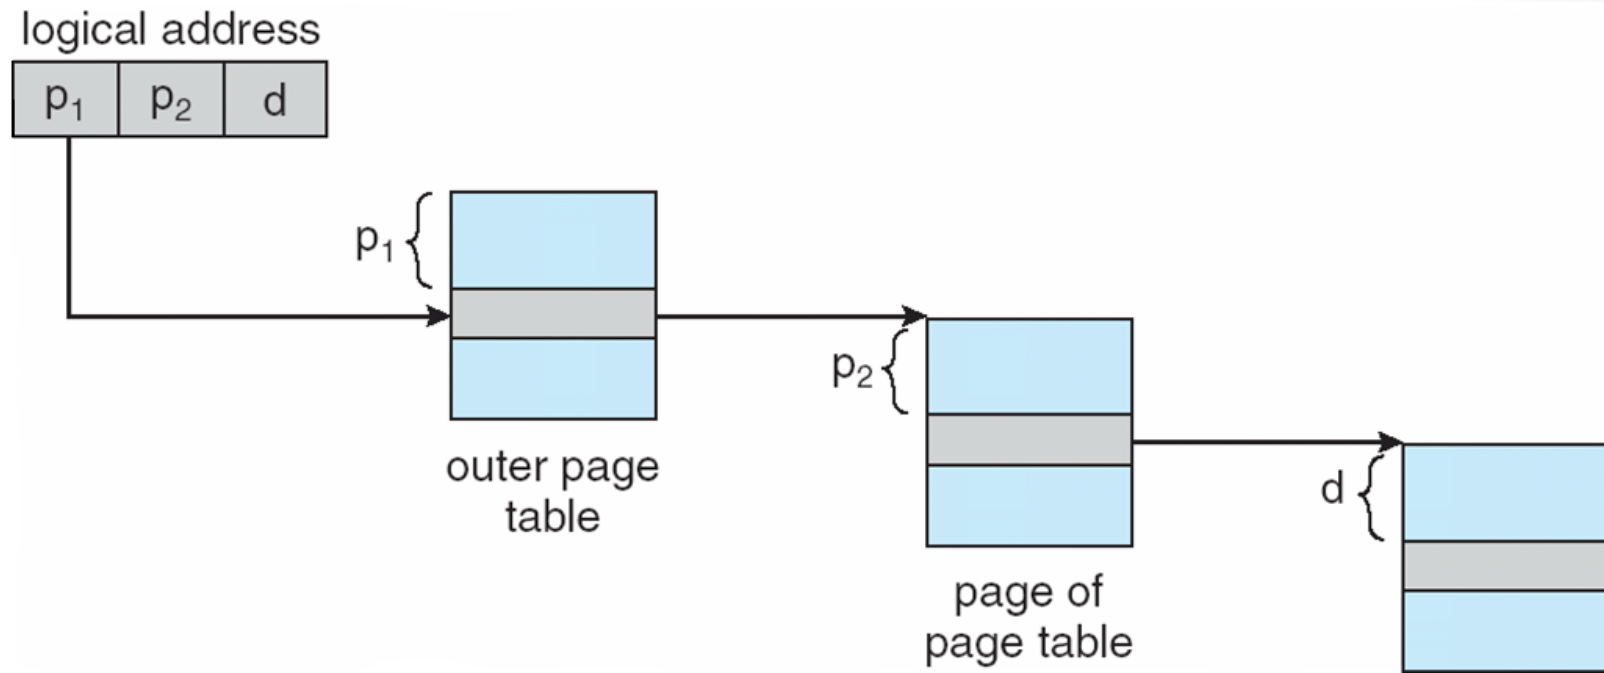 logical address
p₁ p₂ d
p₁
p₂
d
outer page
table
page of
page table